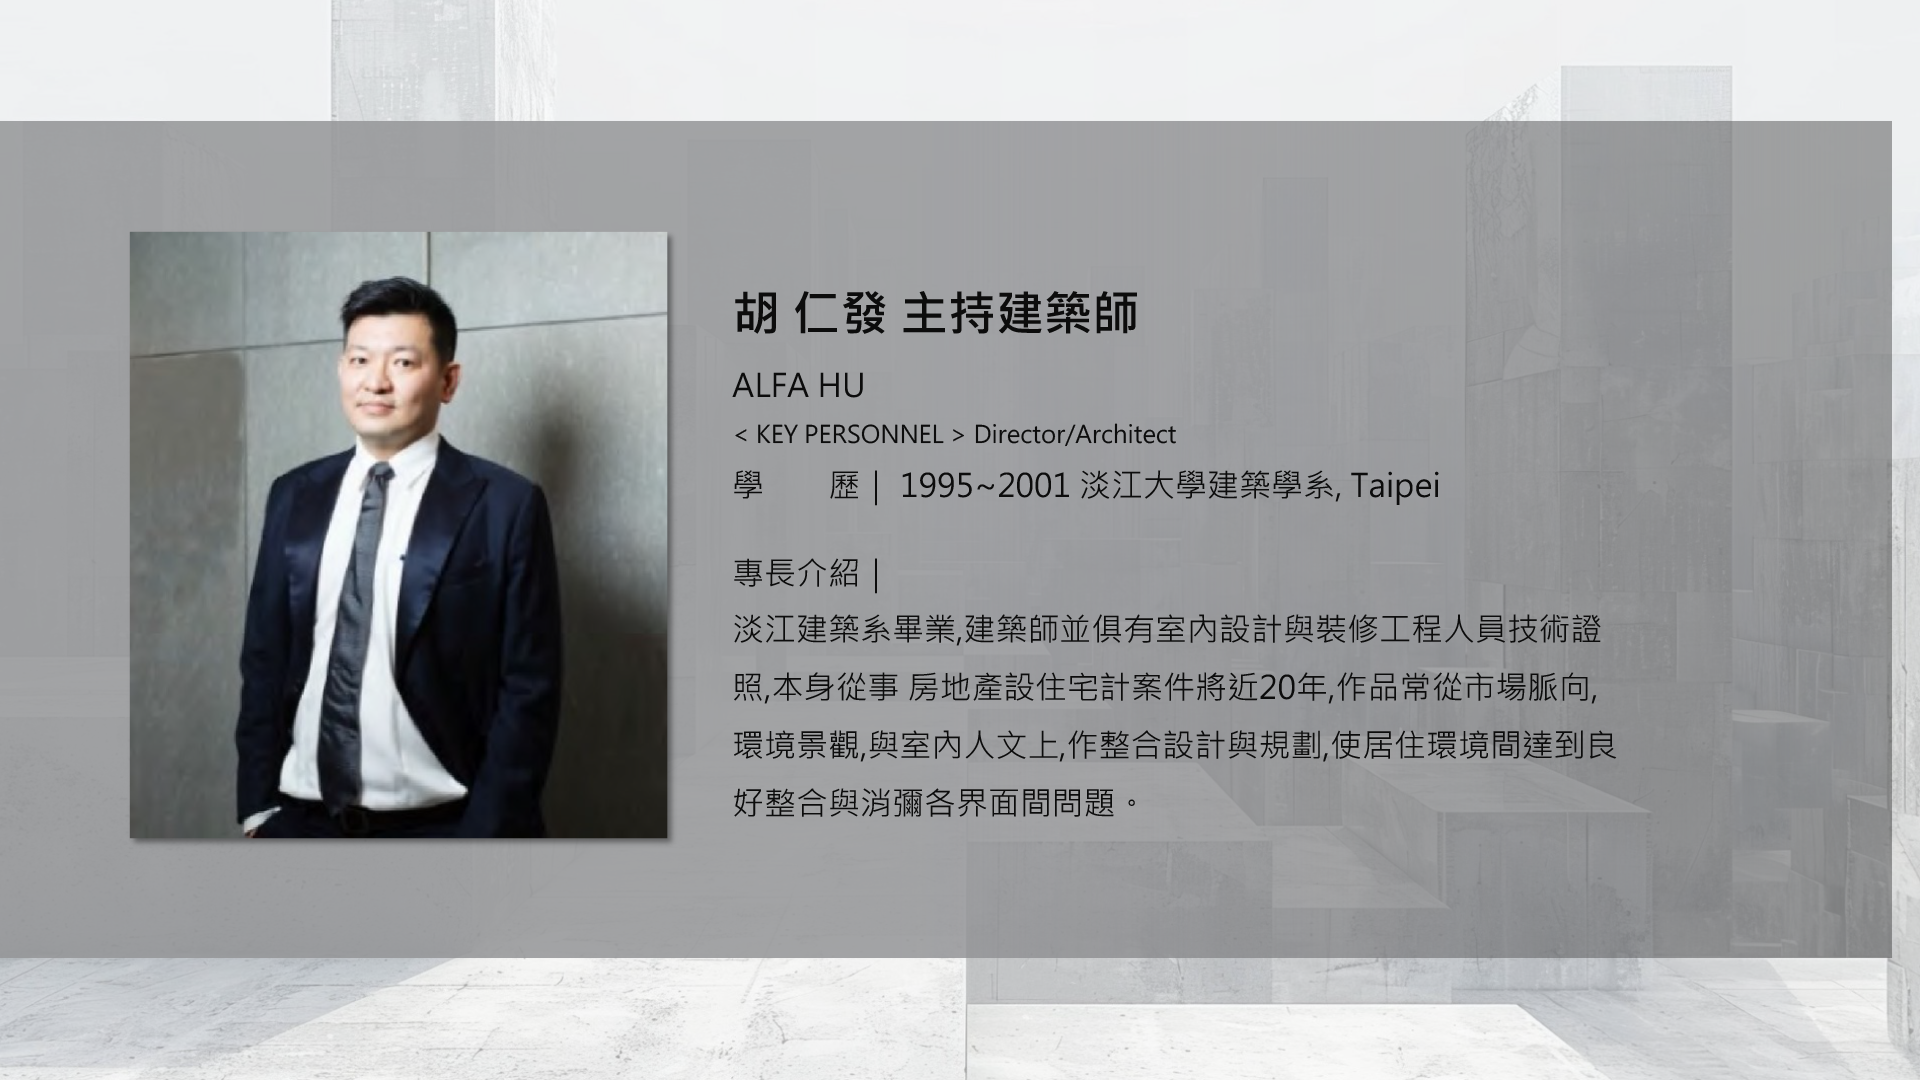 胡 仁發 主持建築師
ALFA HU
< KEY PERSONNEL > Director/Architect
學　　歷│ 1995~2001 淡江大學建築學系, Taipei
專長介紹│
淡江建築系畢業,建築師並俱有室內設計與裝修工程人員技術證
照,本身從事 房地產設住宅計案件將近20年,作品常從市場脈向,
環境景觀,與室內人文上,作整合設計與規劃,使居住環境間達到良
好整合與消彌各界面間問題。